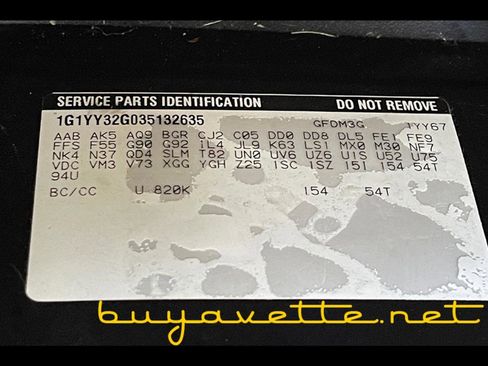 SERVICE PARTS IDENTIFICATION DO NOT REMOVE
1G1YY32G035132635 GFDM3G 1YY67
AAB AK5 AQ9 BGR CJ2 C05 DD0 DD8 DL5 FE1 FE9
FFS F55 G90 G92 IL4 JL9 K63 LS1 MX0 M30 NF7
NK4 N37 QD4 SLM T82 UN0 UV6 UZ6 U1S U52 U75
VDC VM3 V73 XGG YGH Z25 1SC 1SZ 15I 154 54T
94U
BC/CC U 820K 154 54T
buyavette.net